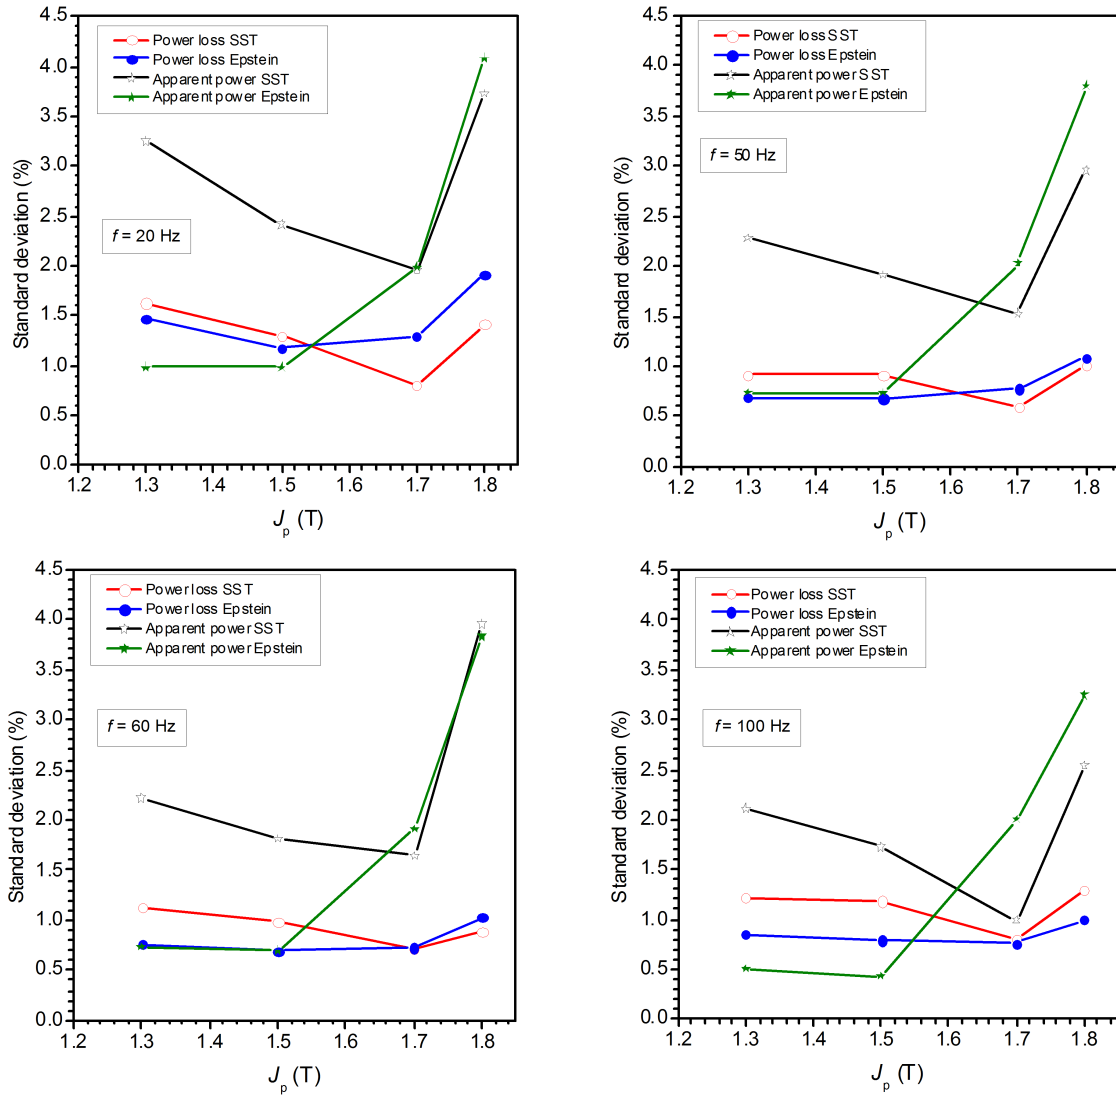 4.5
4.0
3.5
3.0
2.5
2.0
1.5
1.0
0.5
0.0
Standard deviation (%)
Power loss SST
Power loss Epstein
Apparent power SST
Apparent power Epstein
f = 20 Hz
1.2 1.3 1.4 1.5 1.6 1.7 1.8
Jp (T)
4.5
4.0
3.5
3.0
2.5
2.0
1.5
1.0
0.5
0.0
Standard deviation (%)
Power loss SST
Power loss Epstein
Apparent power SST
Apparent power Epstein
f = 50 Hz
1.2 1.3 1.4 1.5 1.6 1.7 1.8
Jp (T)
4.5
4.0
3.5
3.0
2.5
2.0
1.5
1.0
0.5
0.0
Standard deviation (%)
Power loss SST
Power loss Epstein
Apparent power SST
Apparent power Epstein
f = 60 Hz
1.2 1.3 1.4 1.5 1.6 1.7 1.8
Jp (T)
4.5
4.0
3.5
3.0
2.5
2.0
1.5
1.0
0.5
0.0
Standard deviation (%)
Power loss SST
Power loss Epstein
Apparent power SST
Apparent power Epstein
f = 100 Hz
1.2 1.3 1.4 1.5 1.6 1.7 1.8
Jp (T)